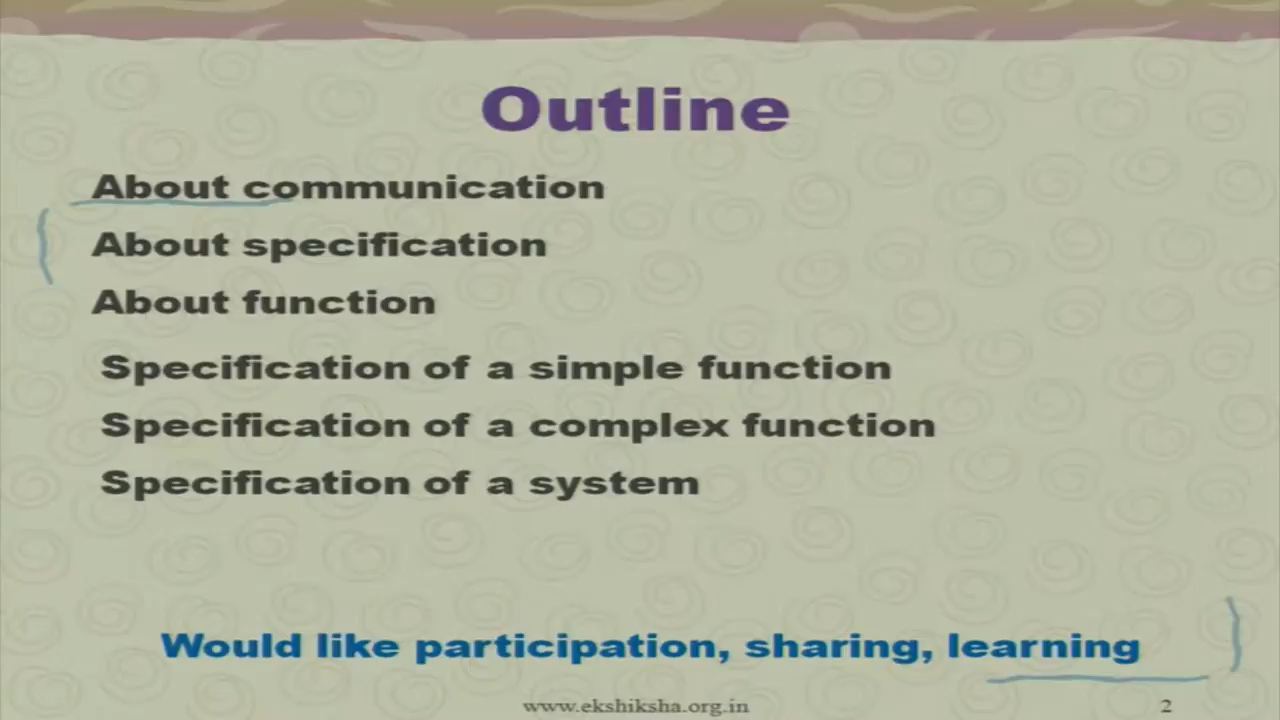 Outline
About communication
About specification
About function
Specification of a simple function
Specification of a complex function
Specification of a system
Would like participation, sharing, learning
www.ekshiksha.org.in 2